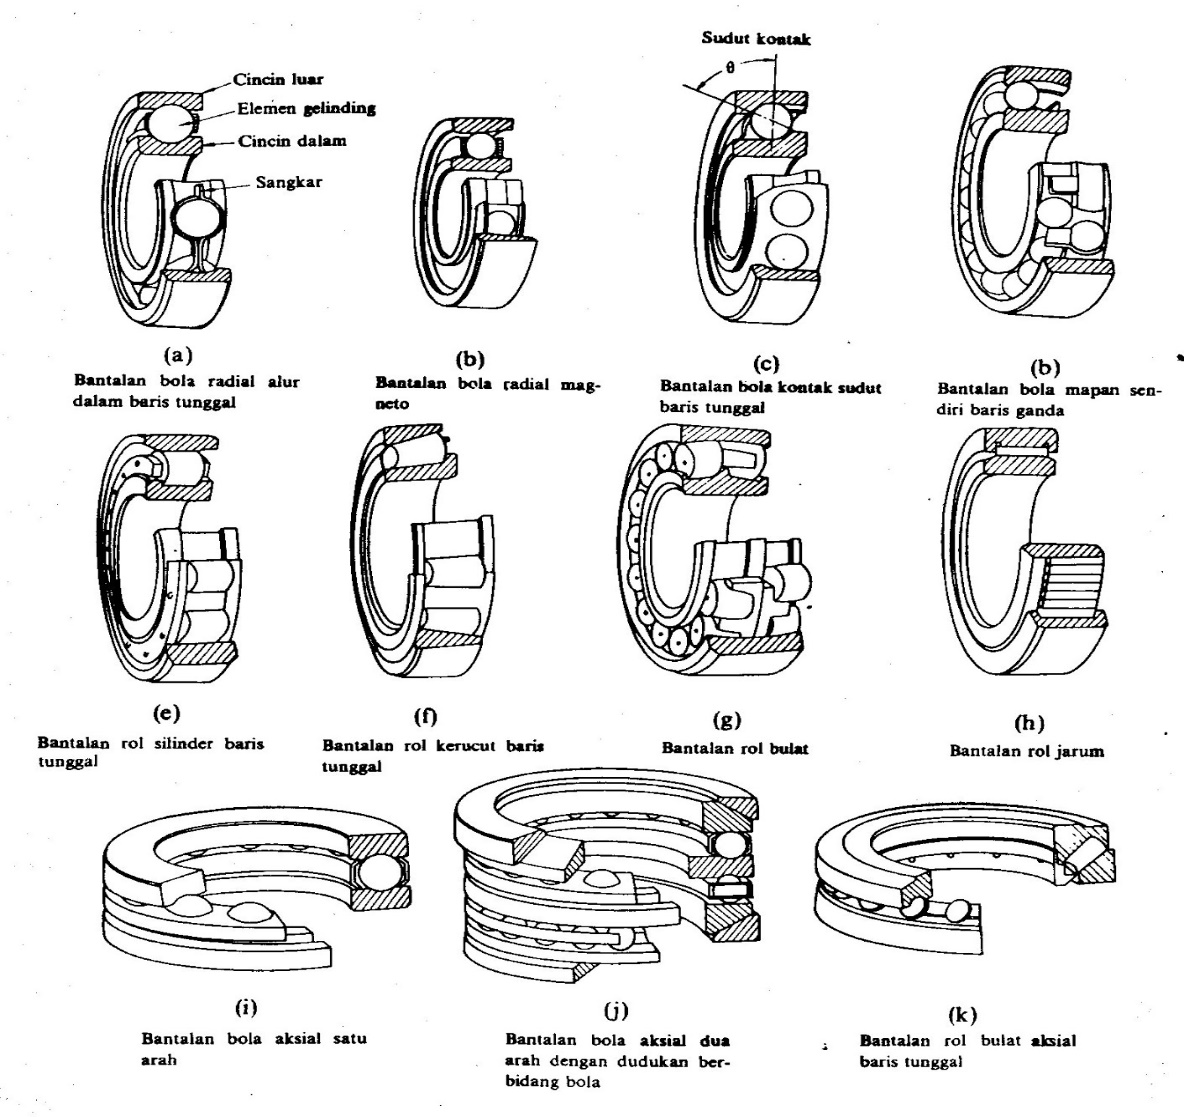 Cincin luar
Elemen gelinding
Cincin dalam
Sangkar
Sudut kontak
θ
(a)
Bantalan bola radial alur
dalam baris tunggal
(b)
Bantalan bola radial mag-
neto
(c)
Bantalan bola kontak sudut
baris tunggal
(b)
Bantalan bola mapan sen-
diri baris ganda
(e)
Bantalan rol silinder baris
tunggal
(f)
Bantalan rol kerucut baris
tunggal
(g)
Bantalan rol bulat
(h)
Bantalan rol jarum
(i)
Bantalan bola aksial satu
arah
(j)
Bantalan bola aksial dua
arah dengan dudukan ber-
bidang bola
(k)
Bantalan rol bulat aksial
baris tunggal